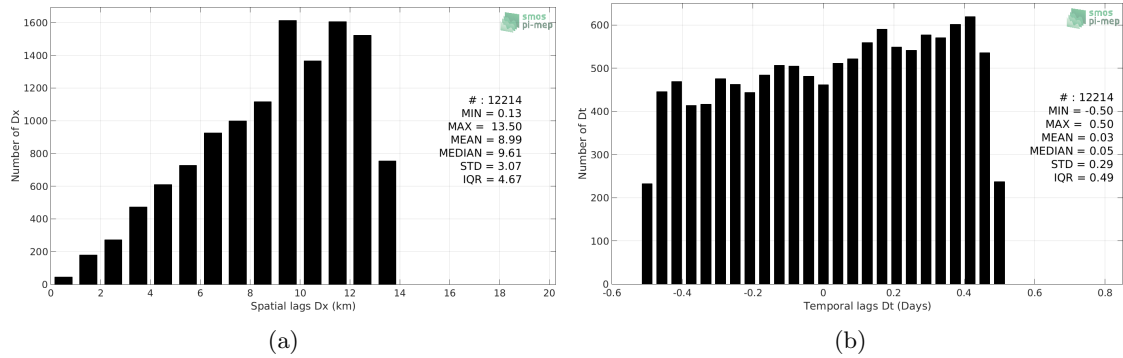 smos
pi-mep
1600
1400
1200
1000
800
600
400
200
0
Number of Dx
# : 12214
MIN = 0.13
MAX = 13.50
MEAN = 8.99
MEDIAN = 9.61
STD = 3.07
IQR = 4.67
0 2 4 6 8 10 12 14 16 18 20
Spatial lags Dx (km)
(a)
smos
pi-mep
600
500
400
300
200
100
0
Number of Dt
# : 12214
MIN = -0.50
MAX = 0.50
MEAN = 0.03
MEDIAN = 0.05
STD = 0.29
IQR = 0.49
-0.6 -0.4 -0.2 0 0.2 0.4 0.6 0.8
Temporal lags Dt (Days)
(b)